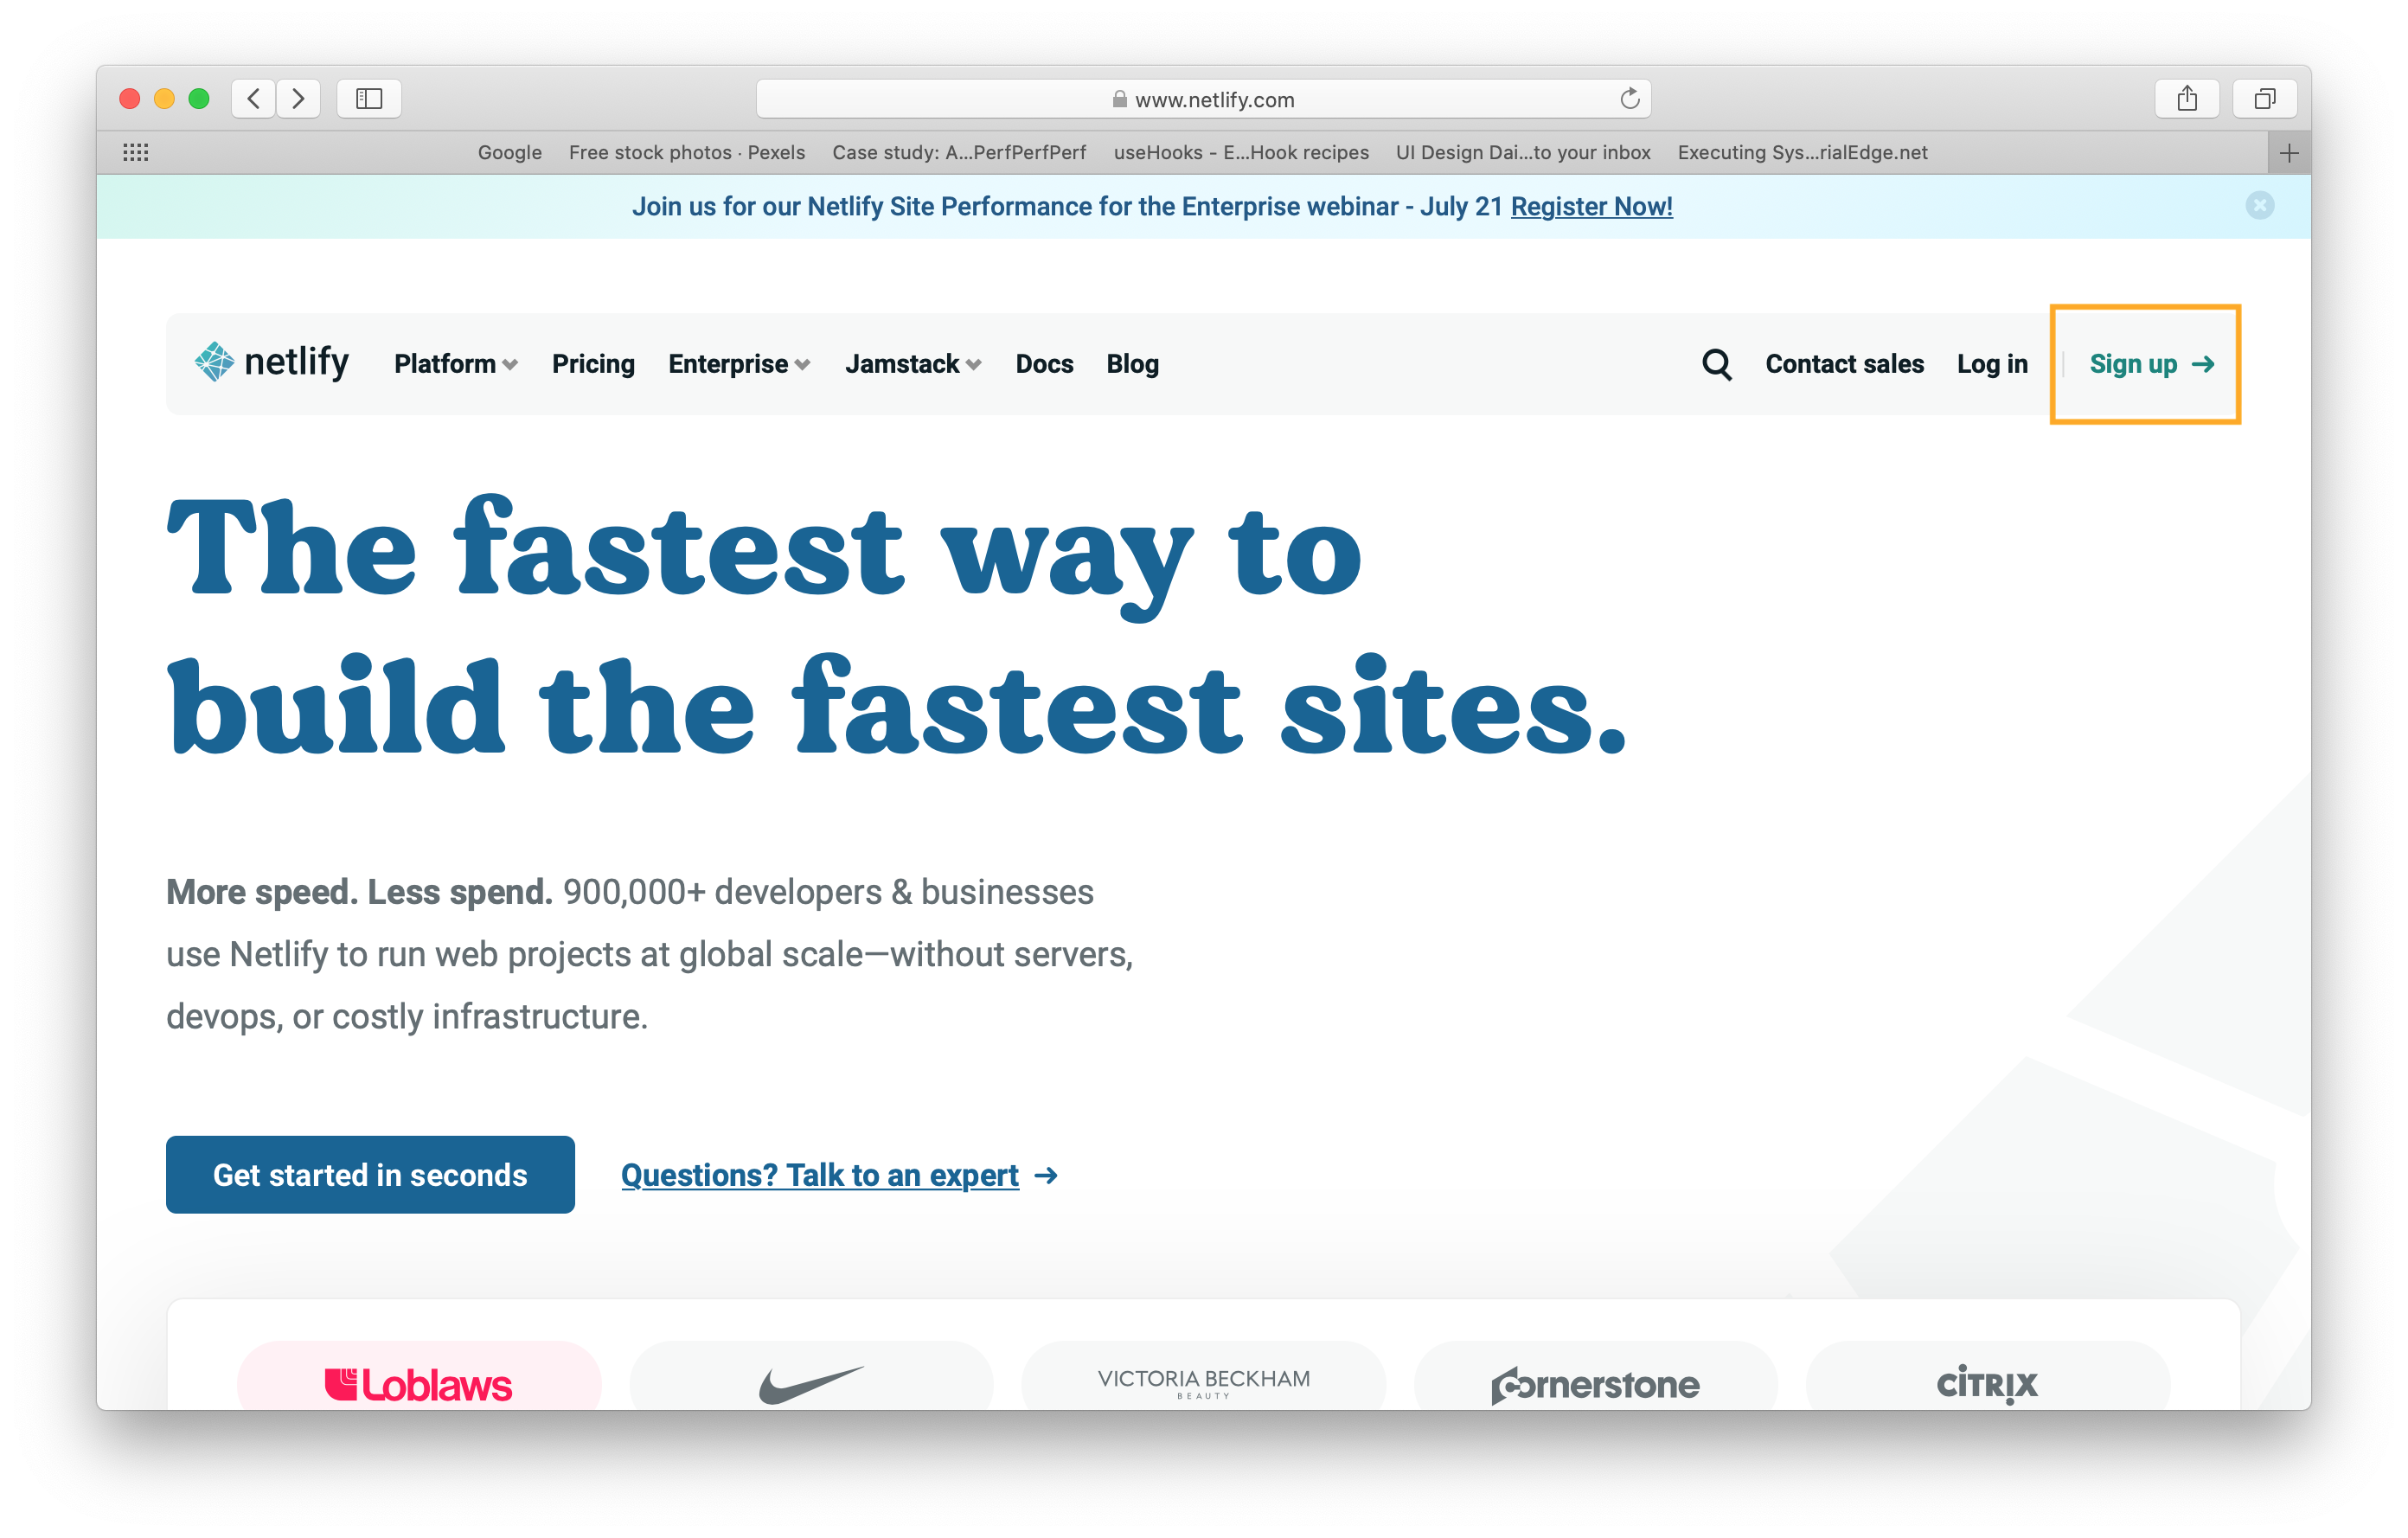 www.netlify.com
Google Free stock photos · Pexels Case study: A...PerfPerfPerf useHooks - E...Hook recipes UI Design Dai...to your inbox Executing Sys...rialEdge.net
Join us for our Netlify Site Performance for the Enterprise webinar - July 21 Register Now!
netlify Platform Pricing Enterprise Jamstack Docs Blog Contact sales Log in Sign up →
The fastest way to
build the fastest sites.
More speed. Less spend. 900,000+ developers & businesses
use Netlify to run web projects at global scale—without servers,
devops, or costly infrastructure.
Get started in seconds Questions? Talk to an expert →
Loblaws VICTORIA BECKHAM Cornerstone CiTRIX
BEAUTY